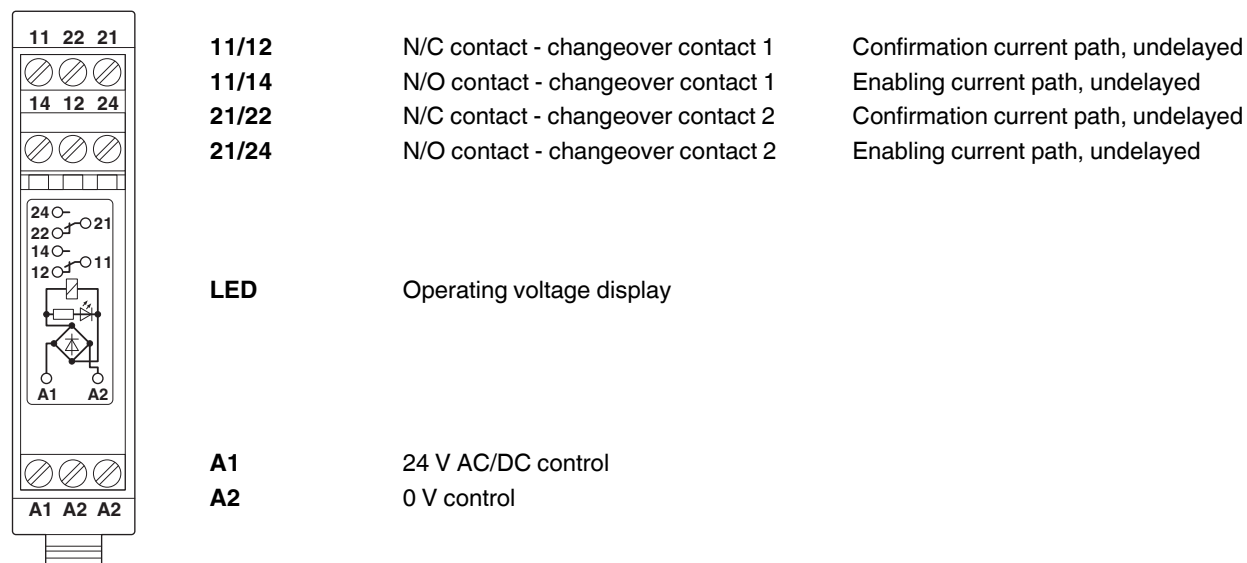 11 22 21
14 12 24
24
21
22
14
11
12
A1 A2
A1 A2 A2
11/12 N/C contact - changeover contact 1 Confirmation current path, undelayed
11/14 N/O contact - changeover contact 1 Enabling current path, undelayed
21/22 N/C contact - changeover contact 2 Confirmation current path, undelayed
21/24 N/O contact - changeover contact 2 Enabling current path, undelayed
LED Operating voltage display
A1 24 V AC/DC control
A2 0 V control